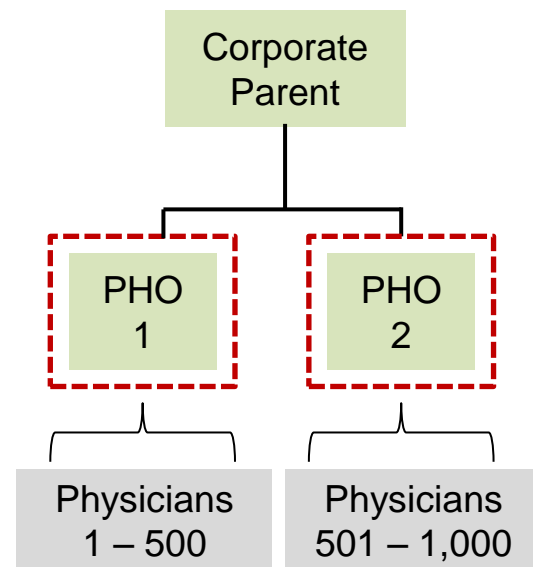 Corporate
Parent
PHO
1
PHO
2
Physicians
1 – 500
Physicians
501 – 1,000